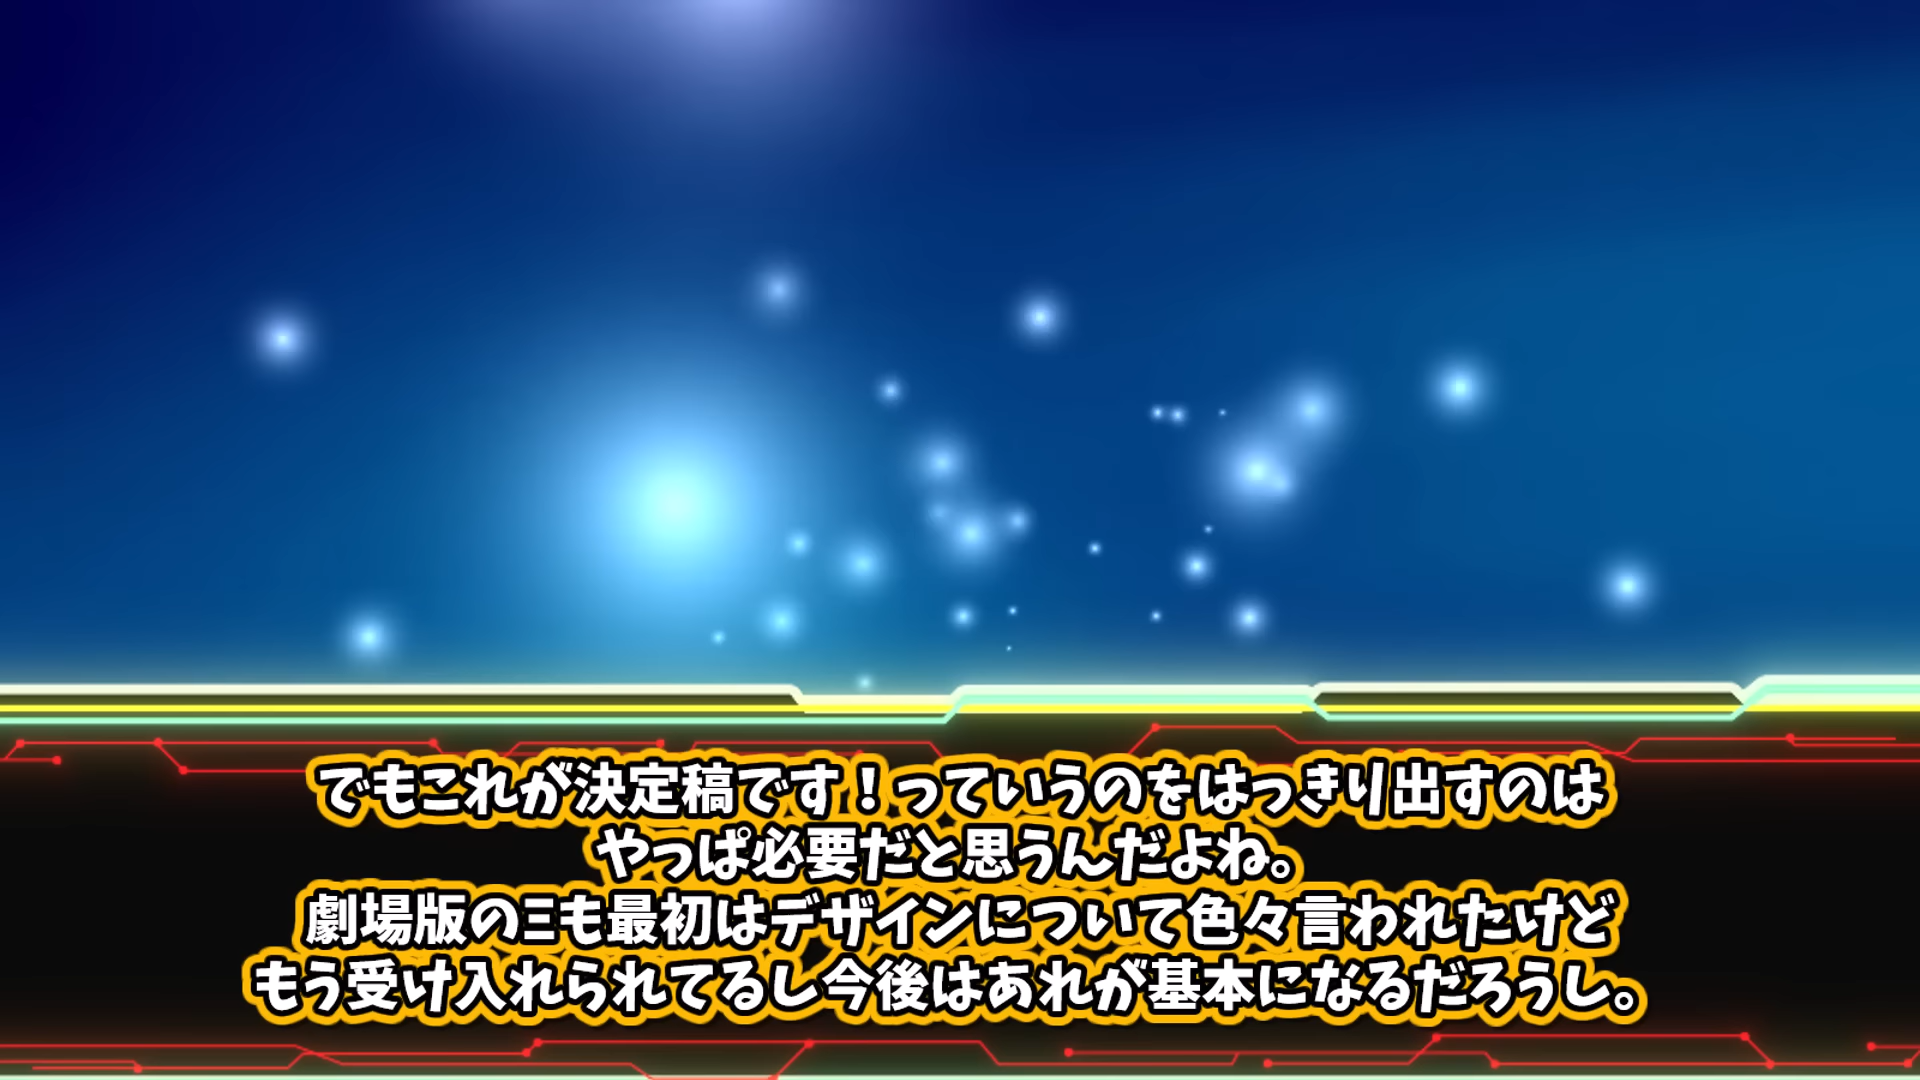 でもこれが決定稿です！っていうのをはっきり出すのは
やっぱ必要だと思うんだよね。
劇場版のΞも最初はデザインについて色々言われたけど
もう受け入れられてるし今後はあれが基本になるだろうし。